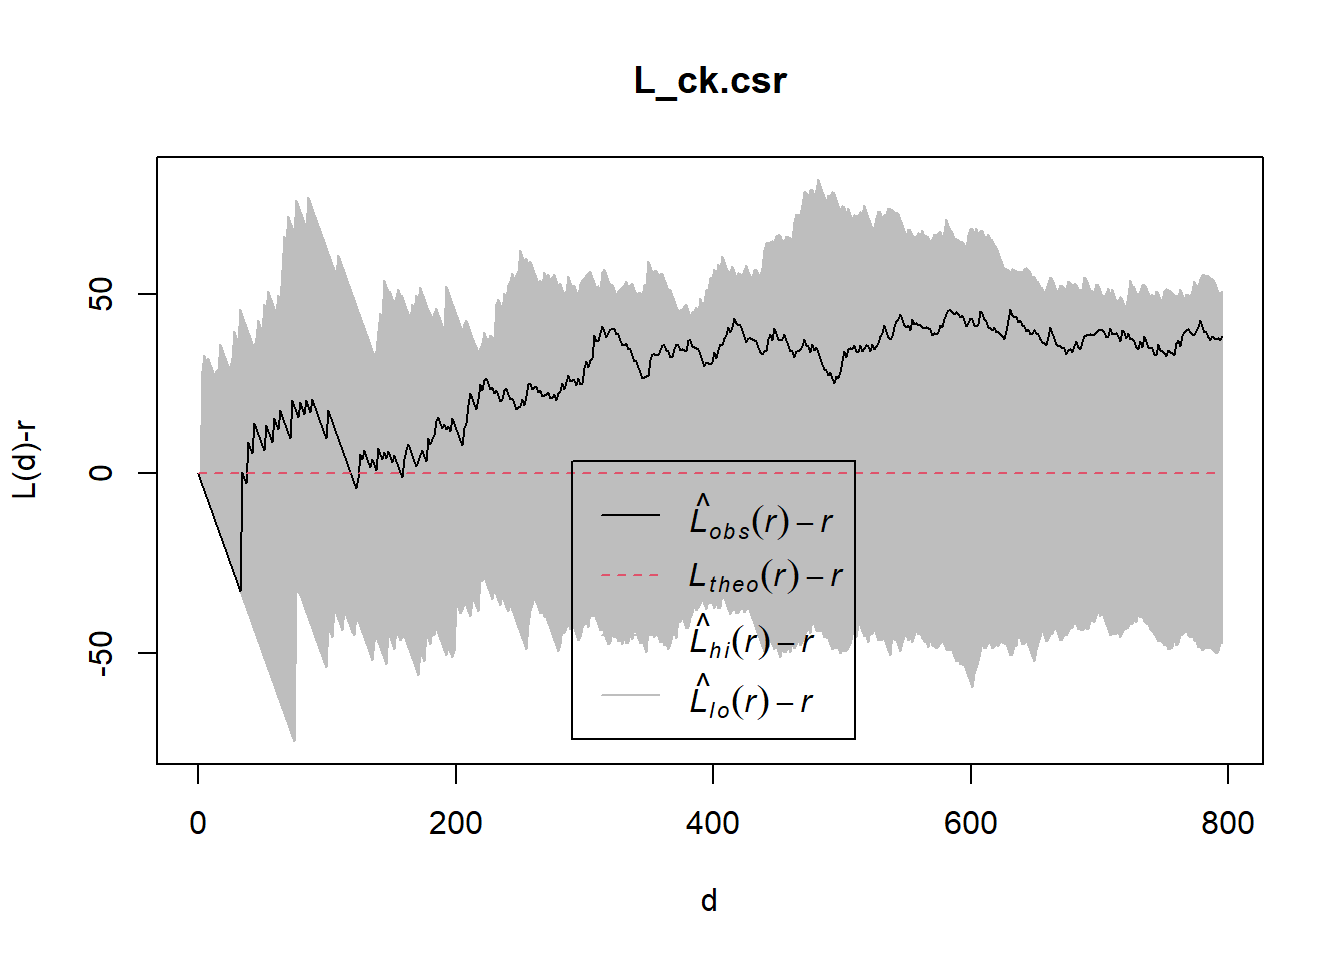 L_ck.csr
L(d)-r
50
0
-50
L̂obs(r) − r
Ltheo(r) − r
L̂hi(r) − r
L̂lo(r) − r
0 200 400 600 800
d